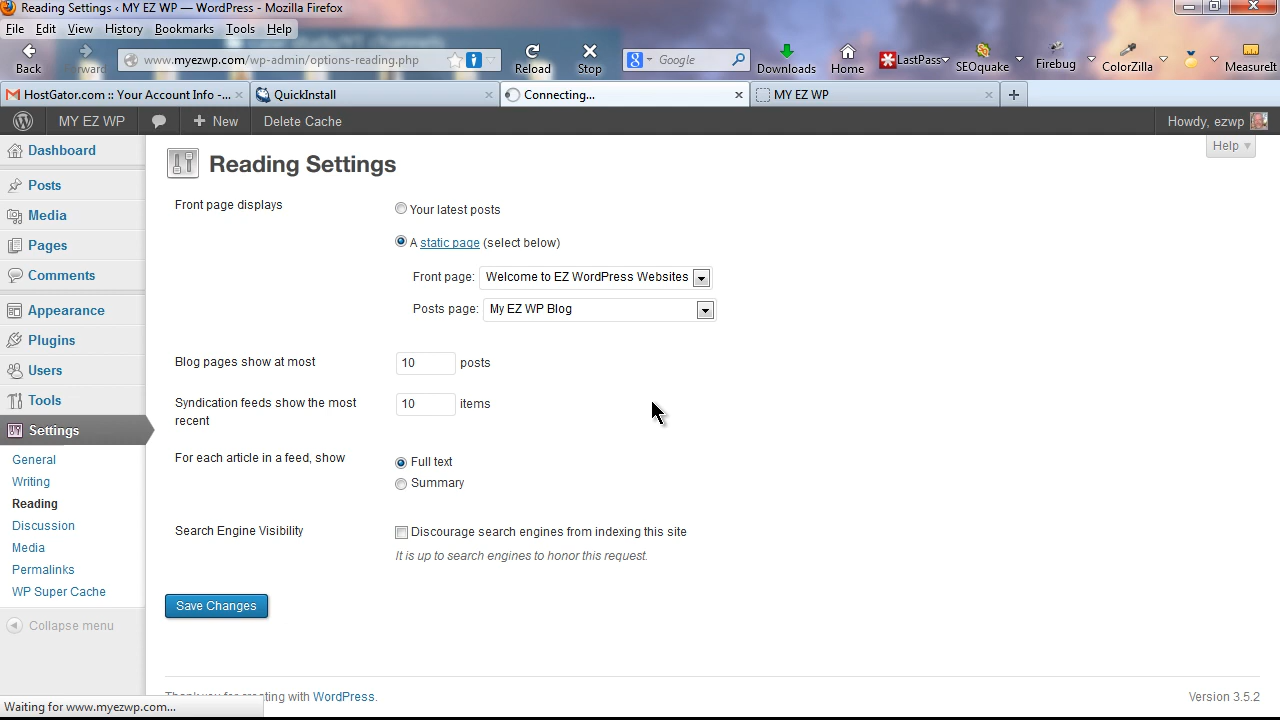 Reading Settings ‹ MY EZ WP — WordPress - Mozilla Firefox
File Edit View History Bookmarks Tools Help
Back Forward www.myezwp.com/wp-admin/options-reading.php Reload Stop Google Downloads Home LastPass SEOquake Firebug ColorZilla MeasureIt
HostGator.com :: Your Account Info -... QuickInstall Connecting... MY EZ WP
MY EZ WP New Delete Cache Howdy, ezwp
Help
Dashboard
Posts
Media
Pages
Comments
Appearance
Plugins
Users
Tools
Settings
General
Writing
Reading
Discussion
Media
Permalinks
WP Super Cache
Collapse menu
Reading Settings
Front page displays
Your latest posts
A static page (select below)
Front page: Welcome to EZ WordPress Websites
Posts page: My EZ WP Blog
Blog pages show at most 10 posts
Syndication feeds show the most
recent
10 items
For each article in a feed, show
Full text
Summary
Search Engine Visibility
Discourage search engines from indexing this site
It is up to search engines to honor this request.
Save Changes
Thank you for creating with WordPress.
Version 3.5.2
Waiting for www.myezwp.com...